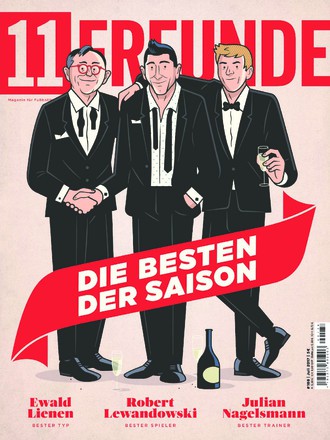 11FREUNDE
DIE BESTEN
DER SAISON
Ewald
Lienen
BESTER TYP
Robert
Lewandowski
BESTER SPIELER
Julian
Nagelsmann
BESTER TRAINER